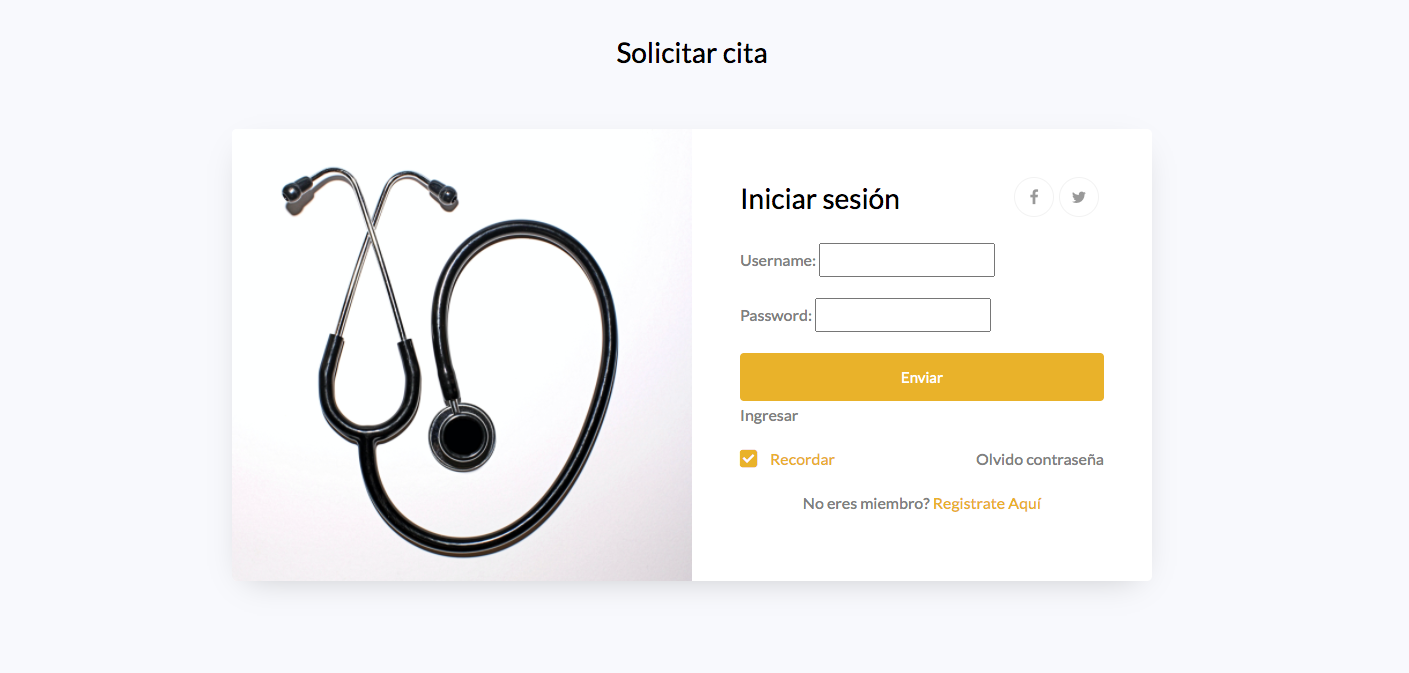 Solicitar cita
Iniciar sesión
Username:
Password:
Enviar
Ingresar
Recordar
Olvido contraseña
No eres miembro? Registrate Aquí